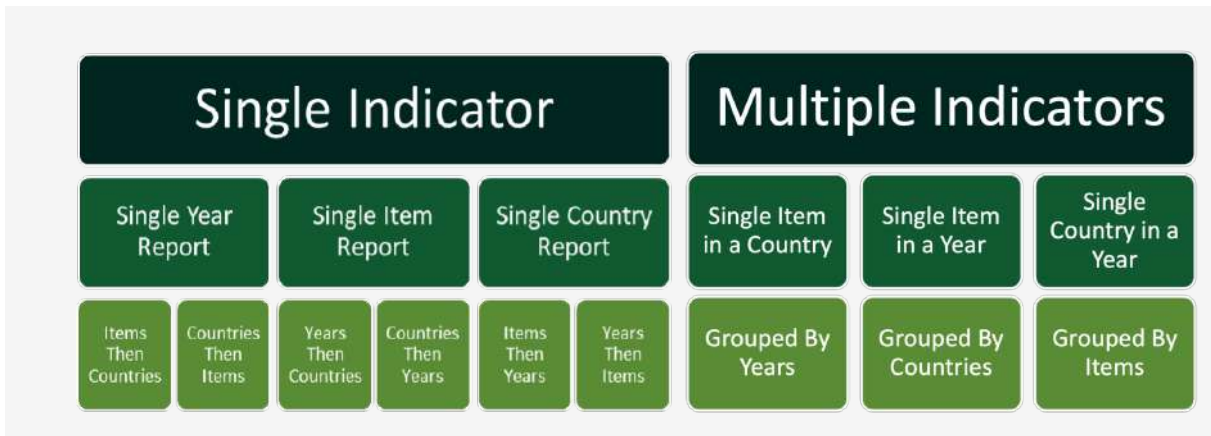 Single Indicator
Multiple Indicators
Single Year
Report
Single Item
Report
Single Country
Report
Single Item
in a Country
Single Item
in a Year
Single
Country in a
Year
Items
Then
Countries
Countries
Then
Items
Years
Then
Countries
Countries
Then
Years
Items
Then
Years
Years
Then
Items
Grouped By
Years
Grouped By
Countries
Grouped By
Items